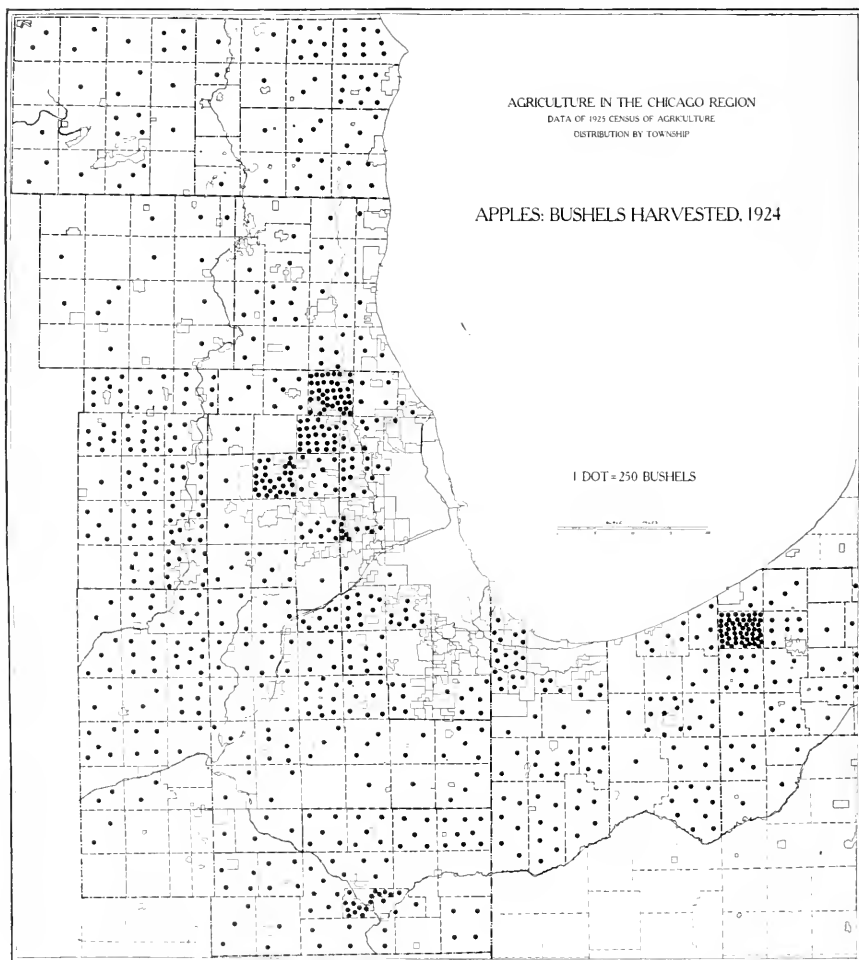 AGRICULTURE IN THE CHICAGO REGION
DATA OF 1925 CENSUS OF AGRICULTURE
DISTRIBUTION BY TOWNSHIP
APPLES: BUSHELS HARVESTED, 1924
1 DOT = 250 BUSHELS